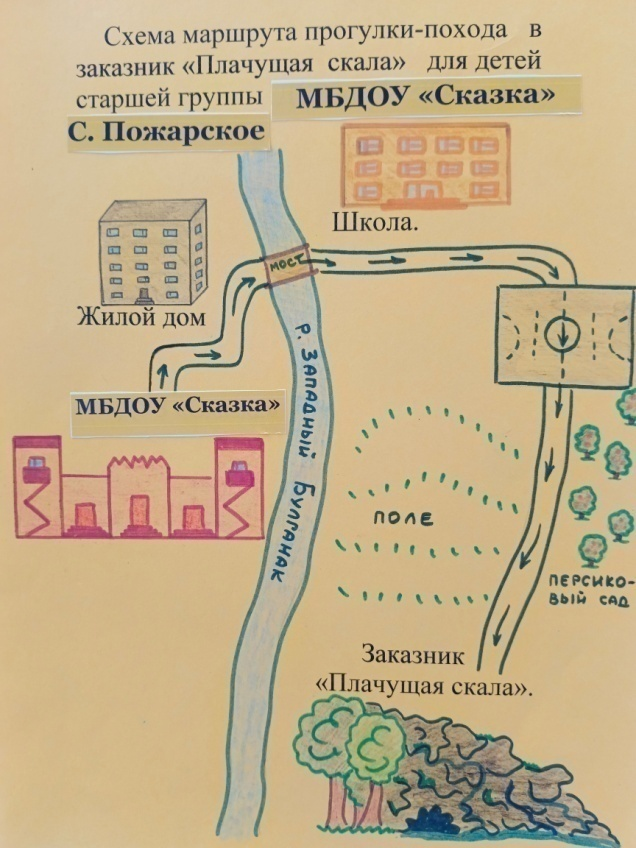 Схема маршрута прогулки-похода в
заказник «Плачущая скала» для детей
старшей группы МБДОУ «Сказка»
С. Пожарское
Школа.
МОСТ
Жилой дом
МБДОУ «Сказка»
Р. ЗАПАДНЫЙ БУЛГАНАК
ПОЛЕ
ПЕРСИКО-
ВЫЙ САД
Заказник
«Плачущая скала».